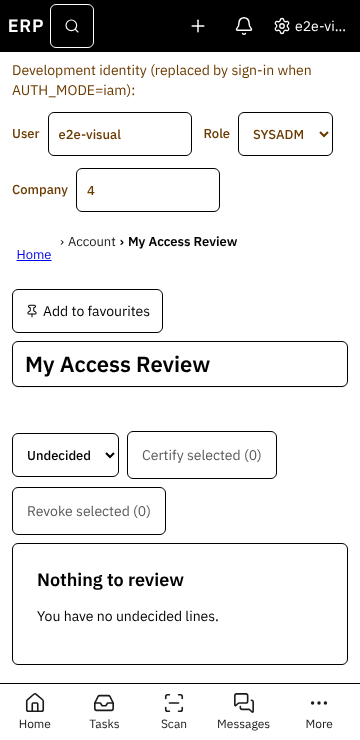 ERP
e2e-vi...
Development identity (replaced by sign-in when
AUTH_MODE=iam):
User e2e-visual Role SYSADM
Company 4
Home › Account › My Access Review
Add to favourites
My Access Review
Undecided Certify selected (0)
Revoke selected (0)
Nothing to review
You have no undecided lines.
Home Tasks Scan Messages More